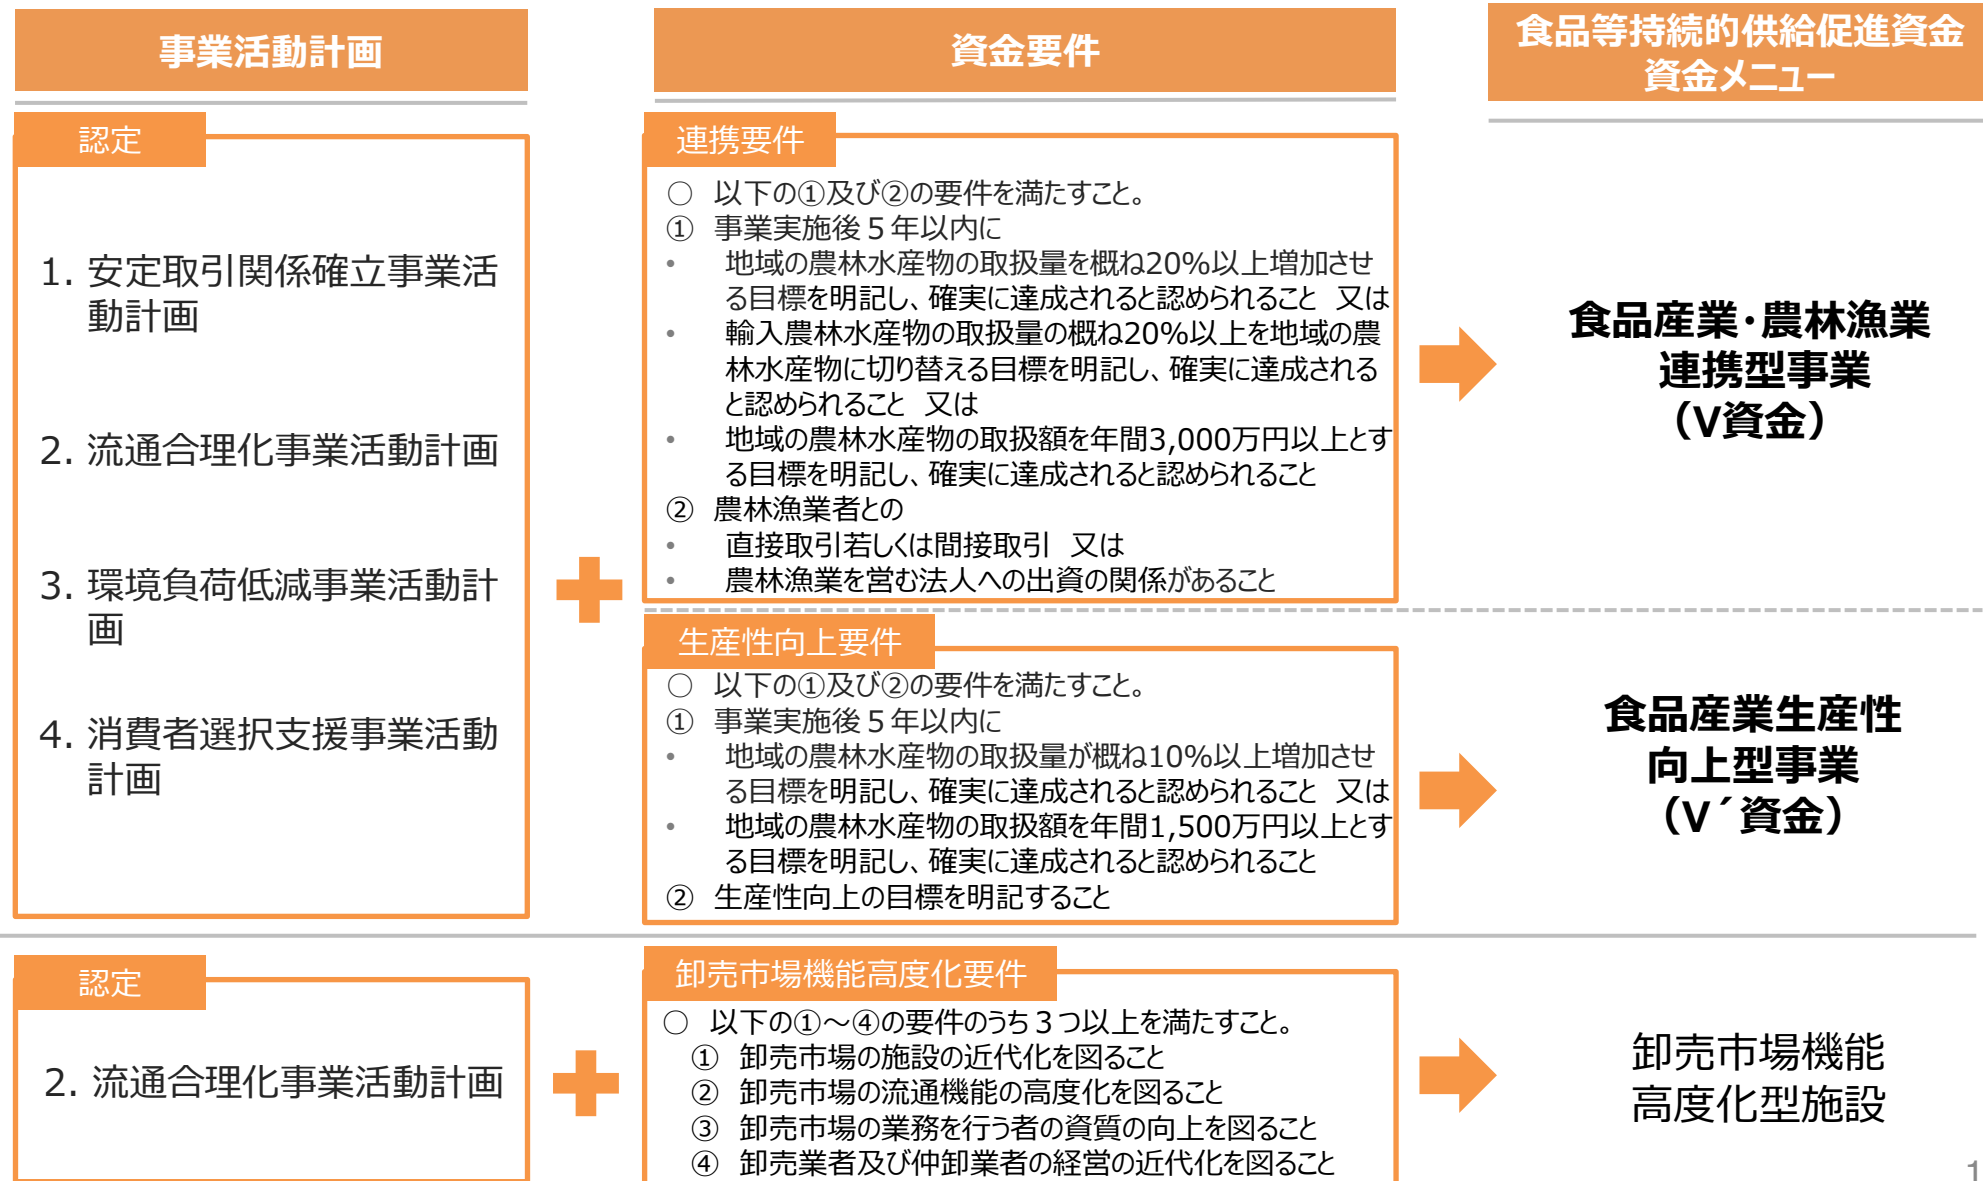 事業活動計画
資金要件
食品等持続的供給促進資金
資金メニュー
認定
1. 安定取引関係確立事業活
動計画
2. 流通合理化事業活動計画
3. 環境負荷低減事業活動計
画
4. 消費者選択支援事業活動
計画
連携要件
○ 以下の①及び②の要件を満たすこと。
① 事業実施後５年以内に
• 地域の農林水産物の取扱量を概ね20%以上増加させ
る目標を明記し、確実に達成されると認められること 又は
• 輸入農林水産物の取扱量の概ね20%以上を地域の農
林水産物に切り替える目標を明記し、確実に達成される
と認められること 又は
• 地域の農林水産物の取扱額を年間3,000万円以上とす
る目標を明記し、確実に達成されると認められること
② 農林漁業者との
• 直接取引若しくは間接取引 又は
• 農林漁業を営む法人への出資の関係があること
食品産業･農林漁業
連携型事業
（V資金）
生産性向上要件
○ 以下の①及び②の要件を満たすこと。
① 事業実施後５年以内に
• 地域の農林水産物の取扱量が概ね10%以上増加させ
る目標を明記し、確実に達成されると認められること 又は
• 地域の農林水産物の取扱額を年間1,500万円以上とす
る目標を明記し、確実に達成されると認められること
② 生産性向上の目標を明記すること
食品産業生産性
向上型事業
（V´資金）
認定
2. 流通合理化事業活動計画
卸売市場機能高度化要件
○ 以下の①～④の要件のうち３つ以上を満たすこと。
① 卸売市場の施設の近代化を図ること
② 卸売市場の流通機能の高度化を図ること
③ 卸売市場の業務を行う者の資質の向上を図ること
④ 卸売業者及び仲卸業者の経営の近代化を図ること
卸売市場機能
高度化型施設
1